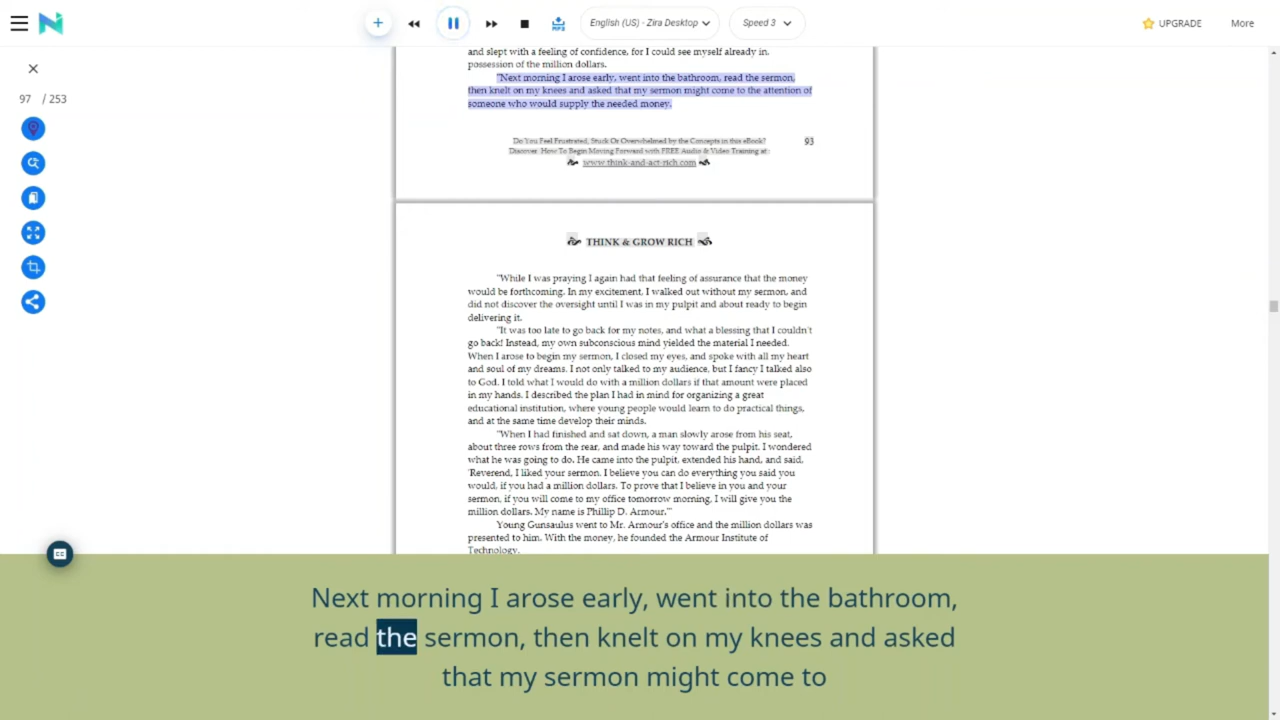 English (US) - Zira Desktop
Speed 3
UPGRADE
More
MP3
97 / 253
and slept with a feeling of confidence, for I could see myself already in
possession of the million dollars.
"Next morning I arose early, went into the bathroom, read the sermon,
then knelt on my knees and asked that my sermon might come to the attention of
someone who would supply the needed money.
Do You Feel Frustrated, Stuck Or Overwhelmed by the Concepts in this eBook?
Discover How To Begin Moving Forward with FREE Audio & Video Training at:
www.think-and-act-rich.com
93
THINK & GROW RICH
"While I was praying I again had that feeling of assurance that the money
would be forthcoming. In my excitement, I walked out without my sermon, and
did not discover the oversight until I was in my pulpit and about ready to begin
delivering it.
"It was too late to go back for my notes, and what a blessing that I couldn't
go back! Instead, my own subconscious mind yielded the material I needed.
When I arose to begin my sermon, I closed my eyes, and spoke with all my heart
and soul of my dreams. I not only talked to my audience, but I fancy I talked also
to God. I told what I would do with a million dollars if that amount were placed
in my hands. I described the plan I had in mind for organizing a great
educational institution, where young people would learn to do practical things,
and at the same time develop their minds.
"When I had finished and sat down, a man slowly arose from his seat,
about three rows from the rear, and made his way toward the pulpit. I wondered
what he was going to do. He came into the pulpit, extended his hand, and said,
'Reverend, I liked your sermon. I believe you can do everything you said you
would, if you had a million dollars. To prove that I believe in you and your
sermon, if you will come to my office tomorrow morning, I will give you the
million dollars. My name is Phillip D. Armour.'"
Young Gunsaulus went to Mr. Armour's office and the million dollars was
presented to him. With the money, he founded the Armour Institute of
Technology.
CC
Next morning I arose early, went into the bathroom,
read the sermon, then knelt on my knees and asked
that my sermon might come to